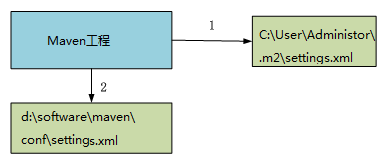 Maven工程
1
C:\User\Administor\
.m2\settings.xml
2
d:\software\maven\
conf\settings.xml